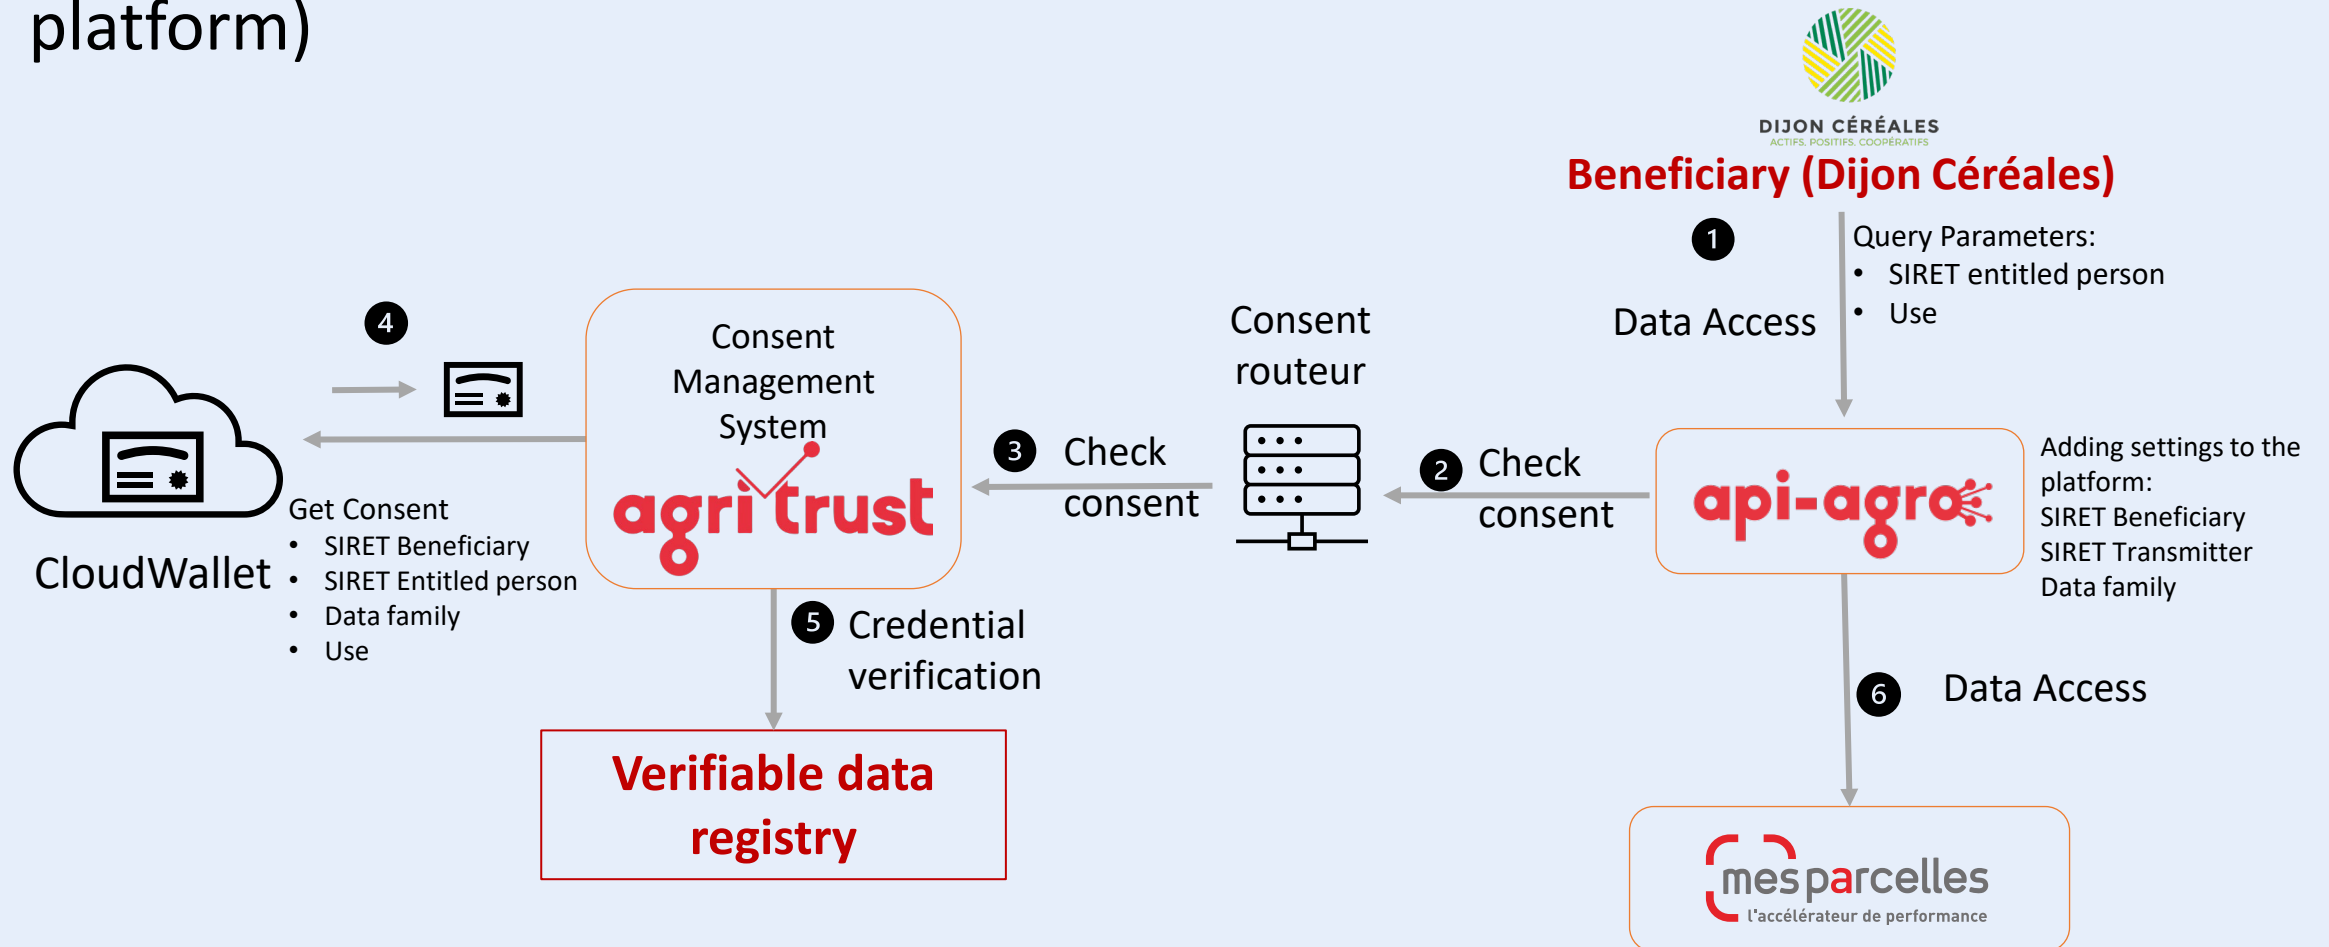 platform)
DIJON CÉRÉALES
ACTIFS. POSITIFS. COOPÉRATIFS
Beneficiary (Dijon Céréales)
1
Data Access
Query Parameters:
• SIRET entitled person
• Use
api-agro
Adding settings to the
platform:
SIRET Beneficiary
SIRET Transmitter
Data family
2 Check
consent
Consent
routeur
3 Check
consent
Consent
Management
System
agri trust
4
CloudWallet
Get Consent
• SIRET Beneficiary
• SIRET Entitled person
• Data family
• Use
5 Credential
verification
Verifiable data
registry
6 Data Access
mes parcelles
l'accélérateur de performance